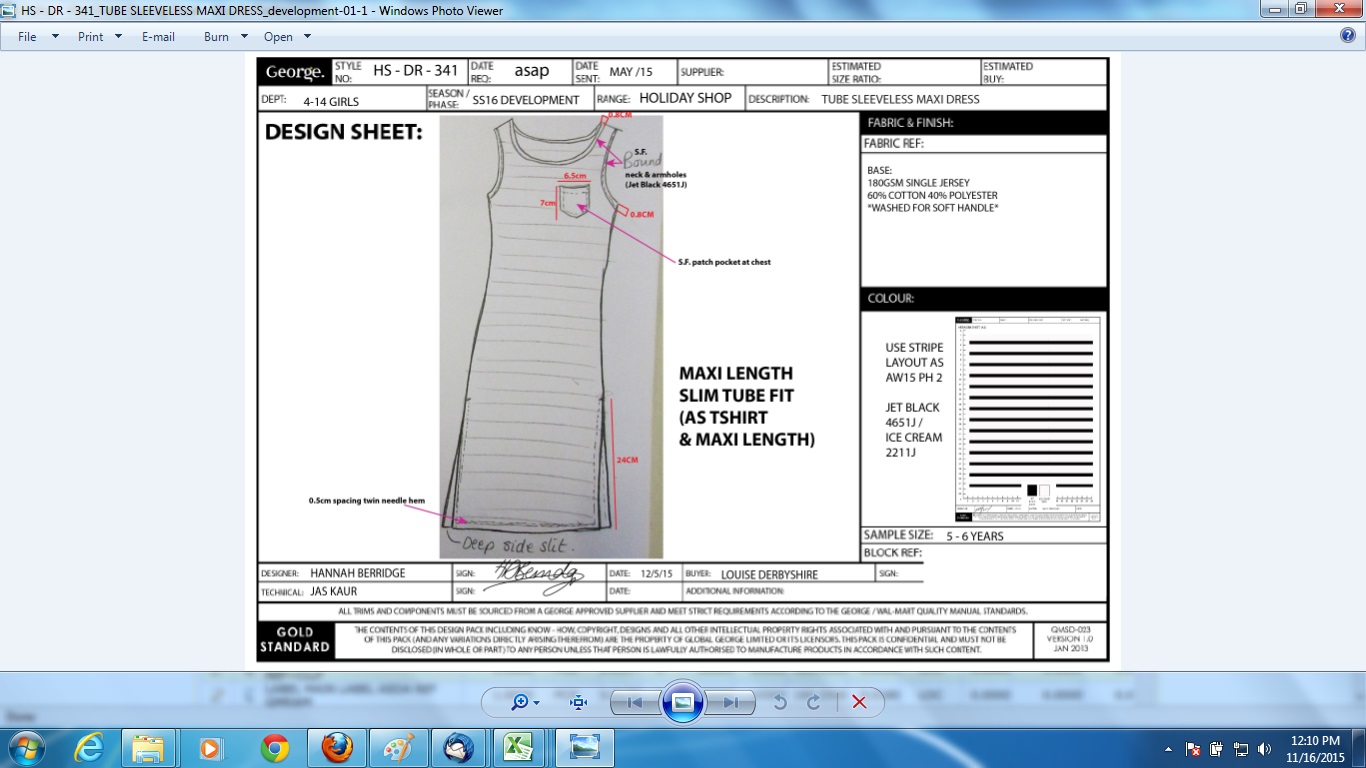 HS - DR - 341_TUBE SLEEVELESS MAXI DRESS_development-01-1 - Windows Photo Viewer
File Print E-mail Burn Open
George. STYLE NO: HS - DR - 341 DATE REQ: asap DATE SENT: MAY /15 SUPPLIER: ESTIMATED SIZE RATIO: ESTIMATED BUY:
DEPT: 4-14 GIRLS SEASON / PHASE: SS16 DEVELOPMENT RANGE: HOLIDAY SHOP DESCRIPTION: TUBE SLEEVELESS MAXI DRESS
DESIGN SHEET:
0.8CM
S.F.
Bound
neck & armholes
(Jet Black 4651J)
6.5cm
7cm
0.8CM
S.F. patch pocket at chest
MAXI LENGTH
SLIM TUBE FIT
(AS TSHIRT
& MAXI LENGTH)
24CM
0.5cm spacing twin needle hem
Deep side slit.
FABRIC & FINISH:
FABRIC REF:
BASE:
180GSM SINGLE JERSEY
60% COTTON 40% POLYESTER
*WASHED FOR SOFT HANDLE*
COLOUR:
USE STRIPE
LAYOUT AS
AW15 PH 2
JET BLACK
4651J /
ICE CREAM
2211J
SAMPLE SIZE: 5 - 6 YEARS
BLOCK REF:
DESIGNER: HANNAH BERRIDGE SIGN: DATE: 12/5/15 BUYER: LOUISE DERBYSHIRE SIGN:
TECHNICAL: JAS KAUR SIGN: DATE: ADDITIONAL INFORMATION:
ALL TRIMS AND COMPONENTS MUST BE SOURCED FROM A GEORGE APPROVED SUPPLIER AND MEET STRICT REQUIREMENTS ACCORDING TO THE GEORGE / WAL-MART QUALITY MANUAL STANDARDS.
GOLD
STANDARD
THE CONTENTS OF THIS DESIGN PACK INCLUDING KNOW - HOW, COPYRIGHT, DESIGNS AND ALL OTHER INTELLECTUAL PROPERTY RIGHTS ASSOCIATED WITH AND PURSUANT TO THE CONTENTS
OF THIS PACK (AND ANY VARIATIONS DIRECTLY ARISING THEREFROM) ARE THE PROPERTY OF GLOBAL GEORGE LIMITED OR ITS LICENSORS. THIS PACK IS CONFIDENTIAL AND MUST NOT BE
DISCLOSED (IN WHOLE OF PART) TO ANY PERSON UNLESS THAT PERSON IS LAWFULLY AUTHORISED TO MANUFACTURE PRODUCTS IN ACCORDANCE WITH SUCH CONTENT.
QMSD-023
VERSION 1.0
JAN 2013
12:10 PM
11/16/2015